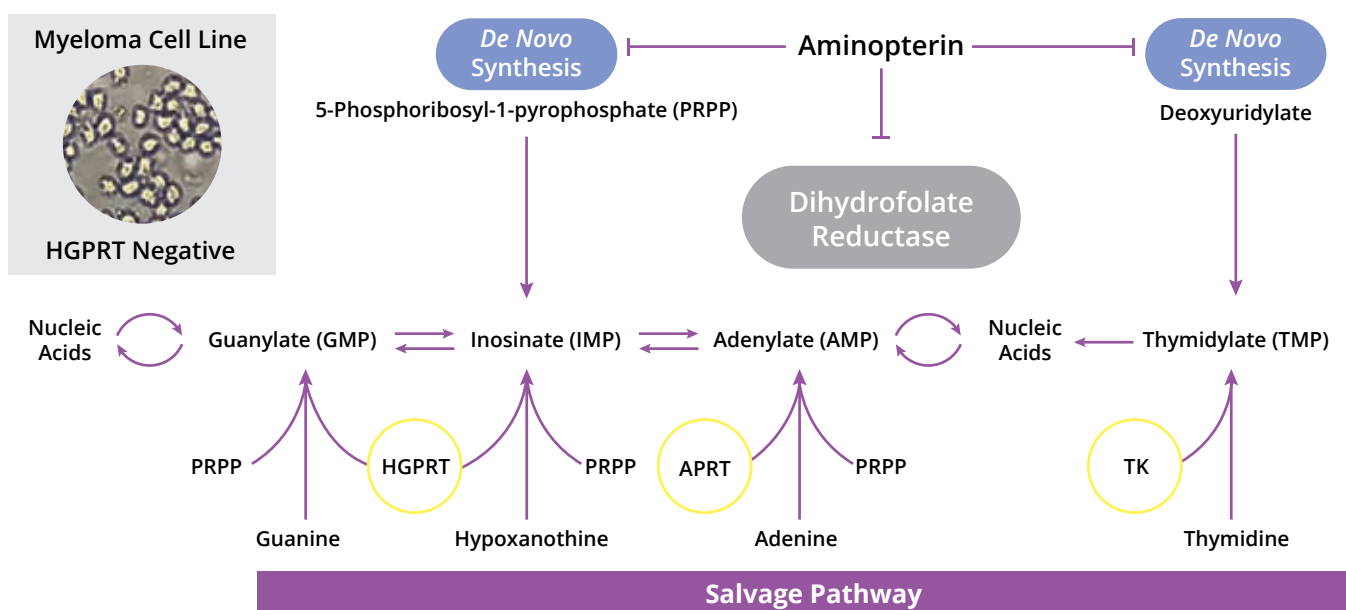 Myeloma Cell Line
HGPRT Negative
De Novo
Synthesis
Aminopterin
De Novo
Synthesis
5-Phosphoribosyl-1-pyrophosphate (PRPP)
Deoxyuridylate
Dihydrofolate
Reductase
Nucleic
Acids
Guanylate (GMP)
Inosinate (IMP)
Adenylate (AMP)
Nucleic
Acids
Thymidylate (TMP)
PRPP
HGPRT
PRPP
APRT
PRPP
TK
Guanine
Hypoxanothine
Adenine
Thymidine
Salvage Pathway